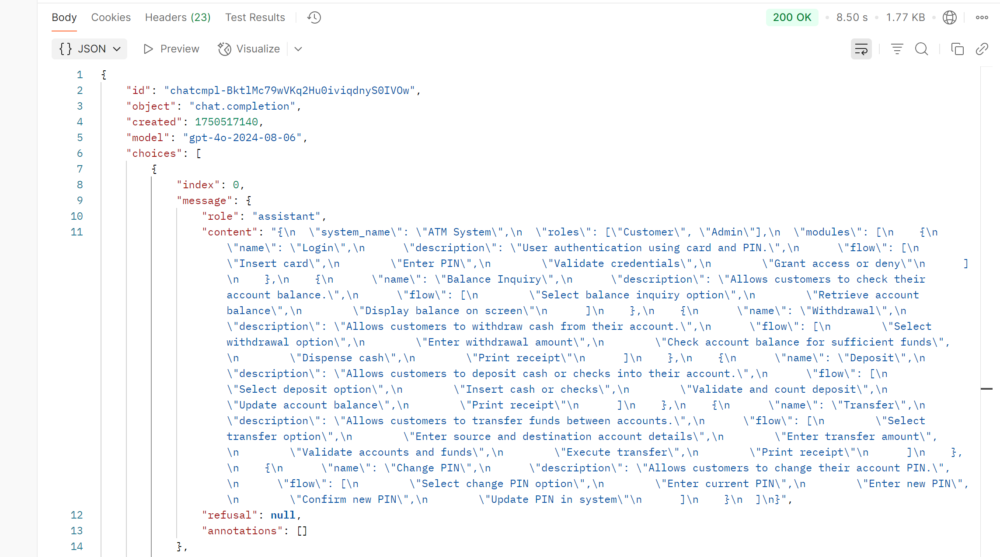 Body Cookies Headers (23) Test Results 200 OK 8.50 s 1.77 KB
{} JSON Preview Visualize
1 {
2 "id": "chatcmpl-BktlMc79wVKq2Hu0iviqdnyS0IVOw",
3 "object": "chat.completion",
4 "created": 1750517140,
5 "model": "gpt-4o-2024-08-06",
6 "choices": [
7 {
8 "index": 0,
9 "message": {
10 "role": "assistant",
11 "content": "{\n  \"system_name\": \"ATM System\",\n  \"roles\": [\"Customer\", \"Admin\"],\n  \"modules\": [\n    {\n
\"name\": \"Login\",\n      \"description\": \"User authentication using card and PIN.\",\n      \"flow\": [\n
\"Insert card\",\n        \"Enter PIN\",\n        \"Validate credentials\",\n        \"Grant access or deny\"\n      ]
\n    },\n    {\n      \"name\": \"Balance Inquiry\",\n      \"description\": \"Allows customers to check their
account balance.\",\n      \"flow\": [\n        \"Select balance inquiry option\",\n        \"Retrieve account
balance\",\n        \"Display balance on screen\"\n      ]\n    },\n    {\n      \"name\": \"Withdrawal\",\n
\"description\": \"Allows customers to withdraw cash from their account.\",\n      \"flow\": [\n        \"Select
withdrawal option\",\n        \"Enter withdrawal amount\",\n        \"Check account balance for sufficient funds\",
\n        \"Dispense cash\",\n        \"Print receipt\"\n      ]\n    },\n    {\n      \"name\": \"Deposit\",\n
\"description\": \"Allows customers to deposit cash or checks into their account.\",\n      \"flow\": [\n
\"Select deposit option\",\n        \"Insert cash or checks\",\n        \"Validate and count deposit\",\n
\"Update account balance\",\n        \"Print receipt\"\n      ]\n    },\n    {\n      \"name\": \"Transfer\",\n
\"description\": \"Allows customers to transfer funds between accounts.\",\n      \"flow\": [\n        \"Select
transfer option\",\n        \"Enter source and destination account details\",\n        \"Enter transfer amount\",
\n        \"Validate accounts and funds\",\n        \"Execute transfer\",\n        \"Print receipt\"\n      ]\n    },
\n    {\n      \"name\": \"Change PIN\",\n      \"description\": \"Allows customers to change their account PIN.\",
\n      \"flow\": [\n        \"Select change PIN option\",\n        \"Enter current PIN\",\n        \"Enter new PIN\",
\n        \"Confirm new PIN\",\n        \"Update PIN in system\"\n      ]\n    }\n  ]\n}",
12 "refusal": null,
13 "annotations": []
14 },